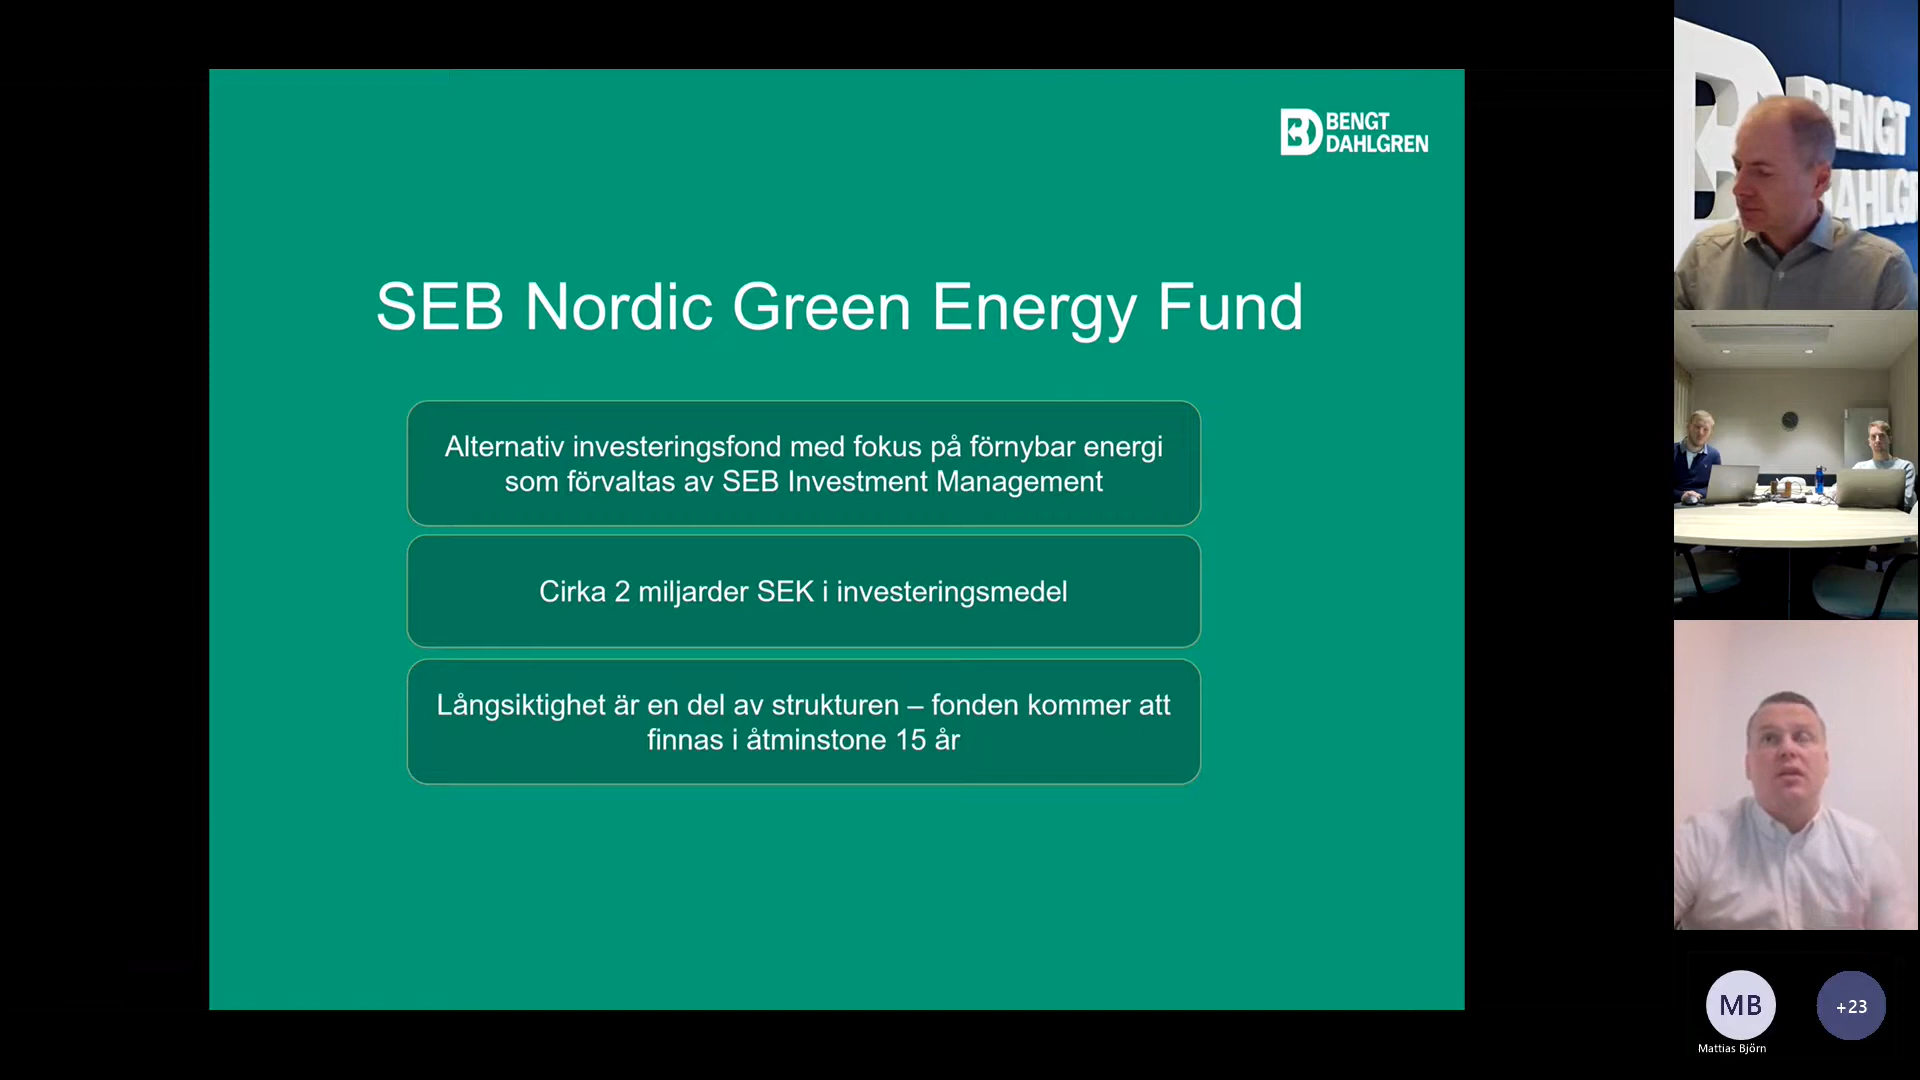 BENGT
DAHLGREN
SEB Nordic Green Energy Fund
Alternativ investeringsfond med fokus på förnybar energi
som förvaltas av SEB Investment Management
Cirka 2 miljarder SEK i investeringsmedel
Långsiktighet är en del av strukturen – fonden kommer att
finnas i åtminstone 15 år
BENGT
AHLG
MB
+23
Mattias Björn